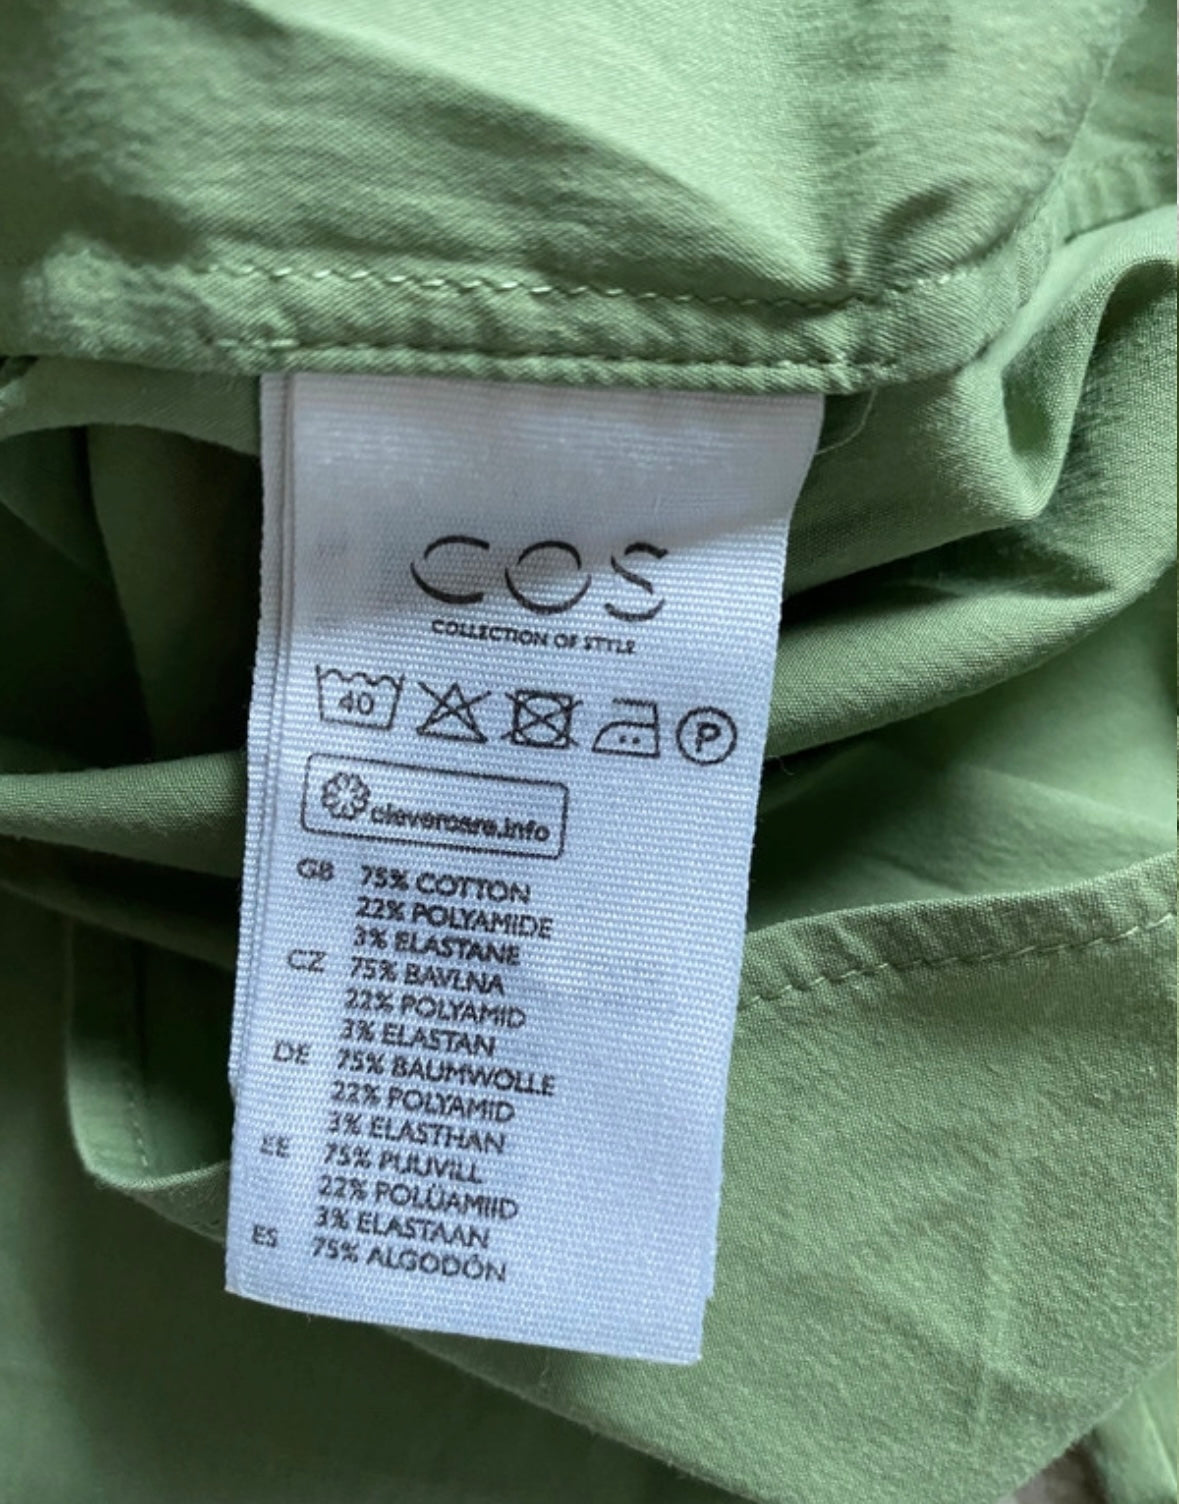 COS
COLLECTION OF STYLE
40 P
clevercare.info
GB 75% COTTON
22% POLYAMIDE
3% ELASTANE
CZ 75% BAVLNA
22% POLYAMID
3% ELASTAN
DE 75% BAUMWOLLE
22% POLYAMID
3% ELASTHAN
EE 75% PUUVILL
22% POLÜAMIID
3% ELASTAAN
ES 75% ALGODÓN